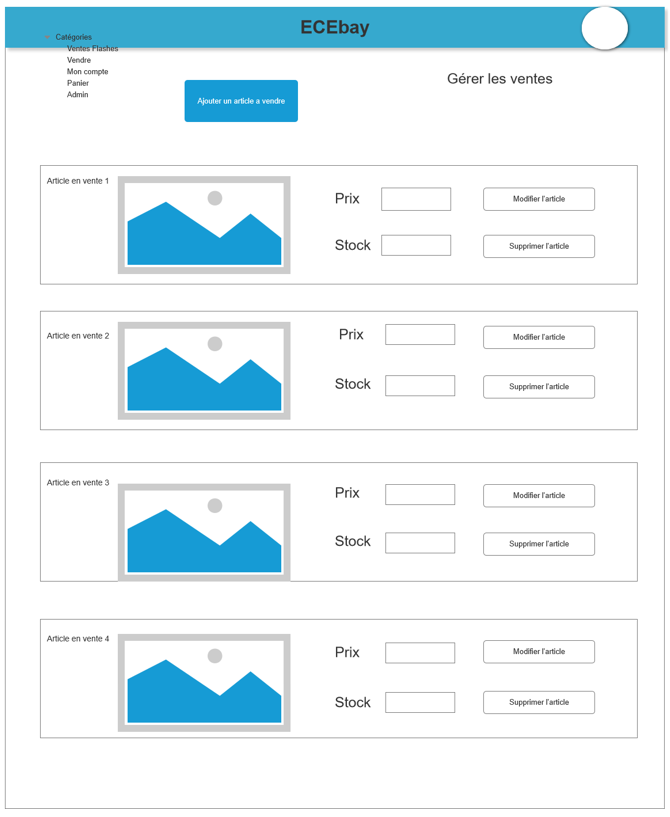 ECEbay
Catégories
Ventes Flashes
Vendre
Mon compte
Panier
Admin
Ajouter un article a vendre
Gérer les ventes
Article en vente 1
Prix
Modifier l'article
Stock
Supprimer l'article
Article en vente 2
Prix
Modifier l'article
Stock
Supprimer l'article
Article en vente 3
Prix
Modifier l'article
Stock
Supprimer l'article
Article en vente 4
Prix
Modifier l'article
Stock
Supprimer l'article